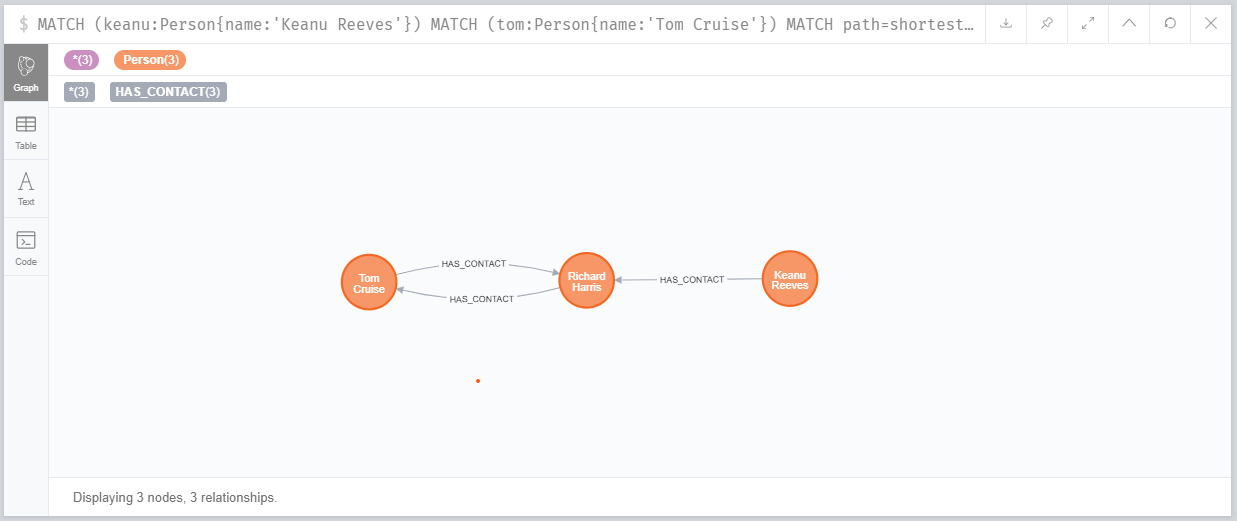 $ MATCH (keanu:Person{name:'Keanu Reeves'}) MATCH (tom:Person{name:'Tom Cruise'}) MATCH path=shortest…
*(3) Person(3)
*(3) HAS_CONTACT(3)
Graph
Table
Text
Code
HAS_CONTACT
Tom
Cruise
Richard
Harris
HAS_CONTACT
Keanu
Reeves
HAS_CONTACT
Displaying 3 nodes, 3 relationships.